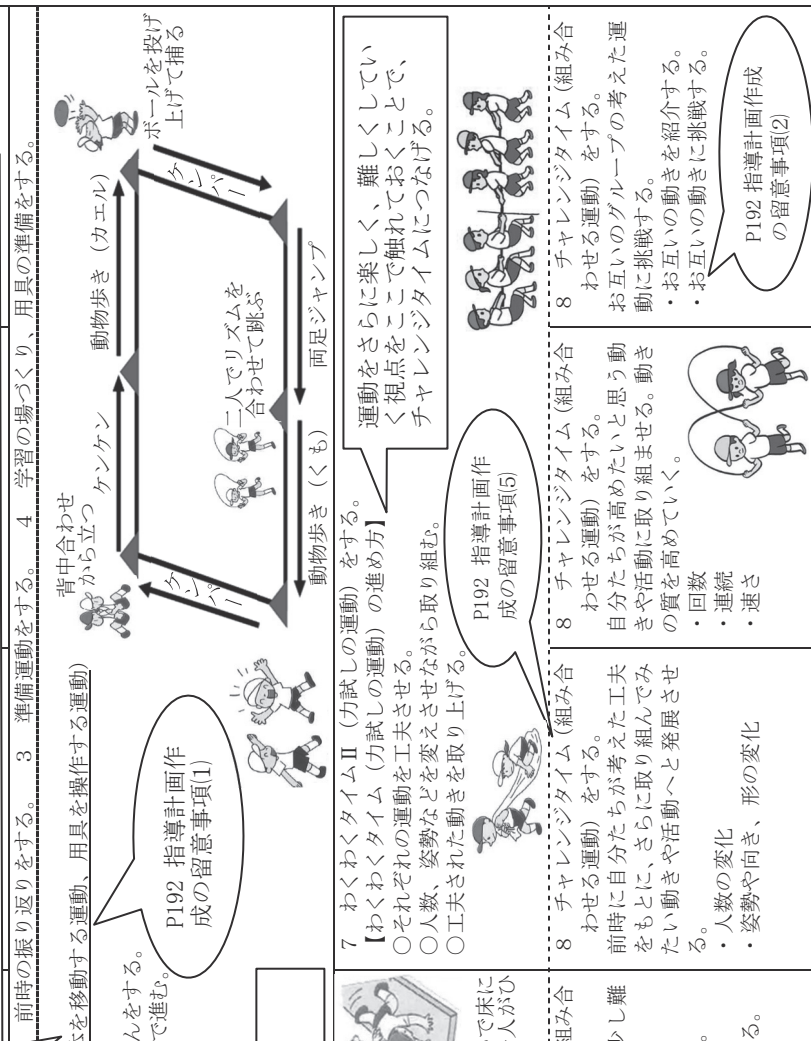 前時の振り返りをする。 3 準備運動をする。 4 学習の場づくり、用具の準備をする。
を移動する運動、用具を操作する運動)
んをする。
で進む。
P192 指導計画作
成の留意事項(1)
背中合わせ
から立つ
ケンケン
動物歩き（カエル）
ボールを投げ
上げて捕る
ケンパー
ケンパー
二人でリズムを
合わせて跳ぶ
動物歩き（くも）
両足ジャンプ
7 わくわくタイムⅡ（力試しの運動）をする。
【わくわくタイム（力試しの運動）の進め方】
○それぞれの運動を工夫させる。
○人数、姿勢などを変えさせながら取り組む。
○工夫された動きを取り上げる。
運動をさらに楽しく、難しくしてい
く視点をここで触れておくことで、
チャレンジタイムにつなげる。
P192 指導計画作
成の留意事項(5)
で床に
人がひ
組み合
少し難
。
る。
8 チャレンジタイム（組み合
わせる運動）をする。
前時に自分たちが考えた工夫
をもとに、さらに取り組んでみ
たい動きや活動へと発展させ
る。
・人数の変化
・姿勢や向き、形の変化
8 チャレンジタイム（組み合
わせる運動）をする。
自分たちが高めたいと思う動
きや活動に取り組ませる。動き
の質を高めていく。
・回数
・連続
・速さ
8 チャレンジタイム（組み合
わせる運動）をする。
お互いのグループの考えた運
動に挑戦する。
・お互いの動きを紹介する。
・お互いの動きに挑戦する。
P192 指導計画作成
の留意事項(2)